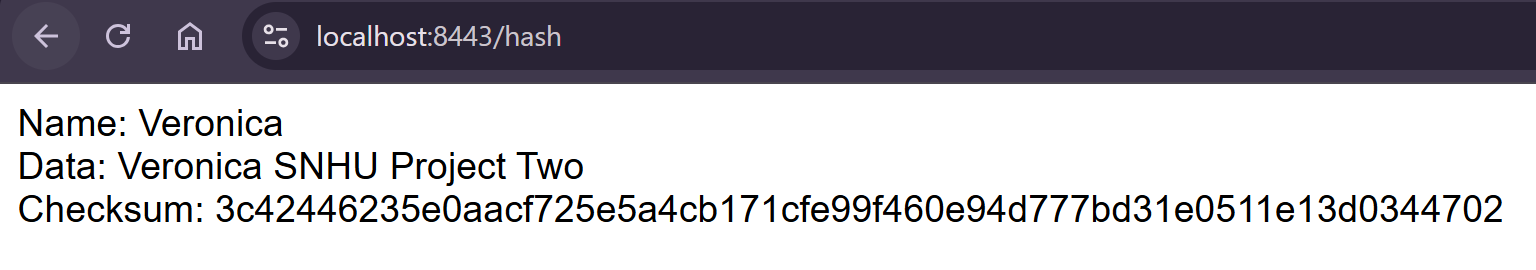 localhost:8443/hash
Name: Veronica
Data: Veronica SNHU Project Two
Checksum: 3c42446235e0aacf725e5a4cb171cfe99f460e94d777bd31e0511e13d0344702